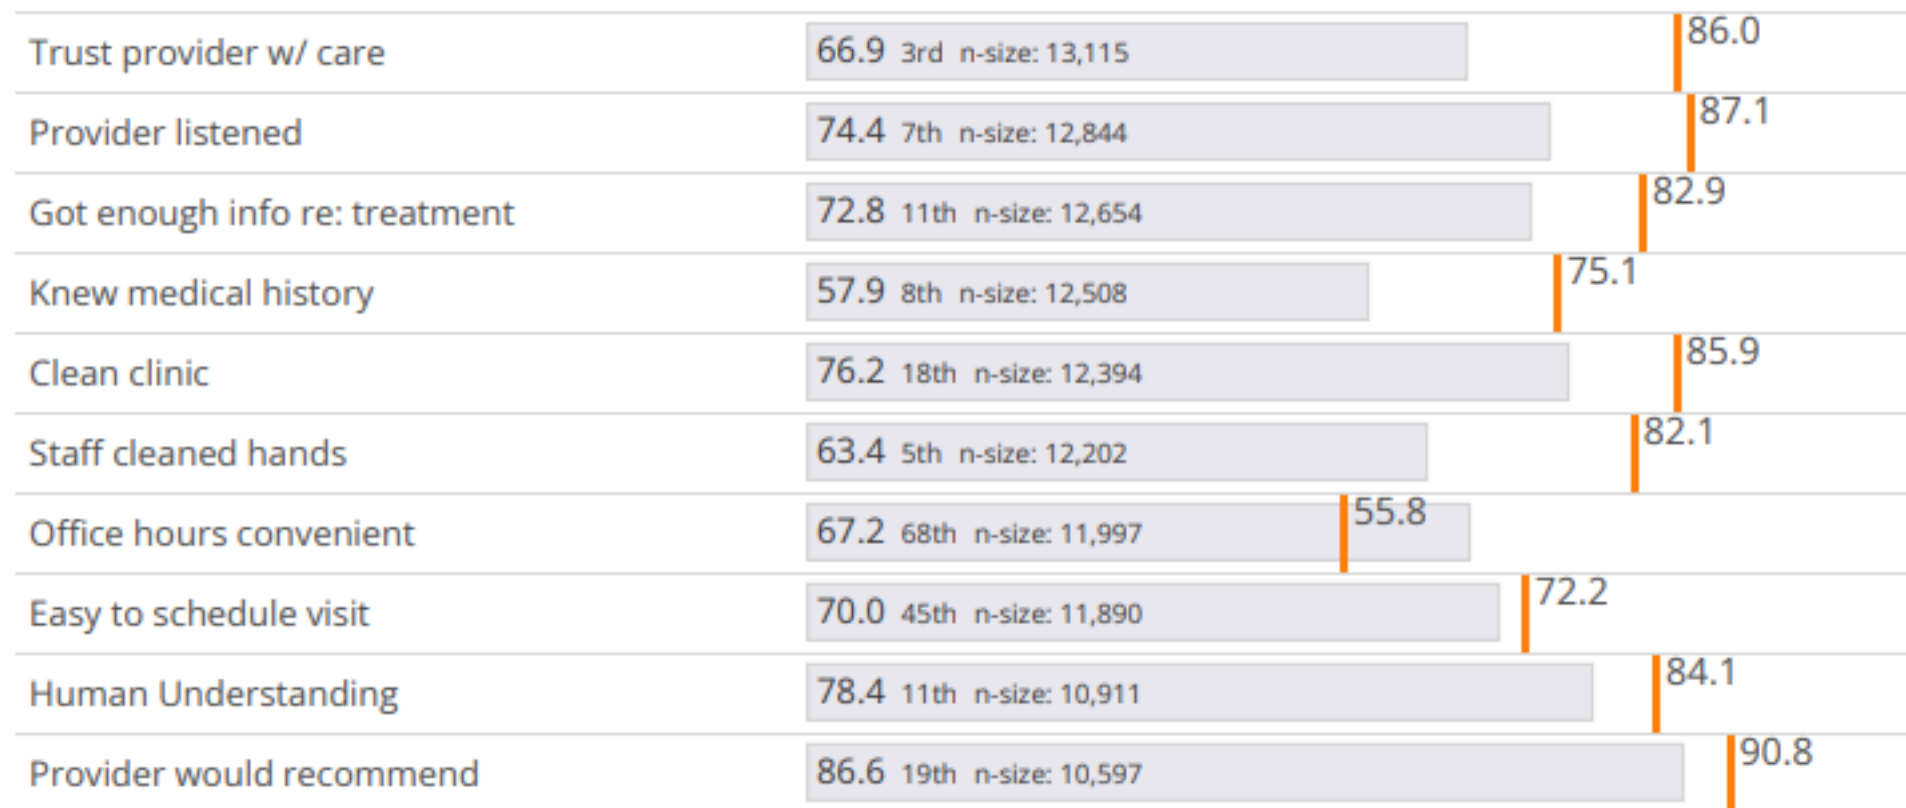 Trust provider w/ care 66.9 3rd n-size: 13,115 86.0
Provider listened 74.4 7th n-size: 12,844 87.1
Got enough info re: treatment 72.8 11th n-size: 12,654 82.9
Knew medical history 57.9 8th n-size: 12,508 75.1
Clean clinic 76.2 18th n-size: 12,394 85.9
Staff cleaned hands 63.4 5th n-size: 12,202 82.1
Office hours convenient 67.2 68th n-size: 11,997 55.8
Easy to schedule visit 70.0 45th n-size: 11,890 72.2
Human Understanding 78.4 11th n-size: 10,911 84.1
Provider would recommend 86.6 19th n-size: 10,597 90.8